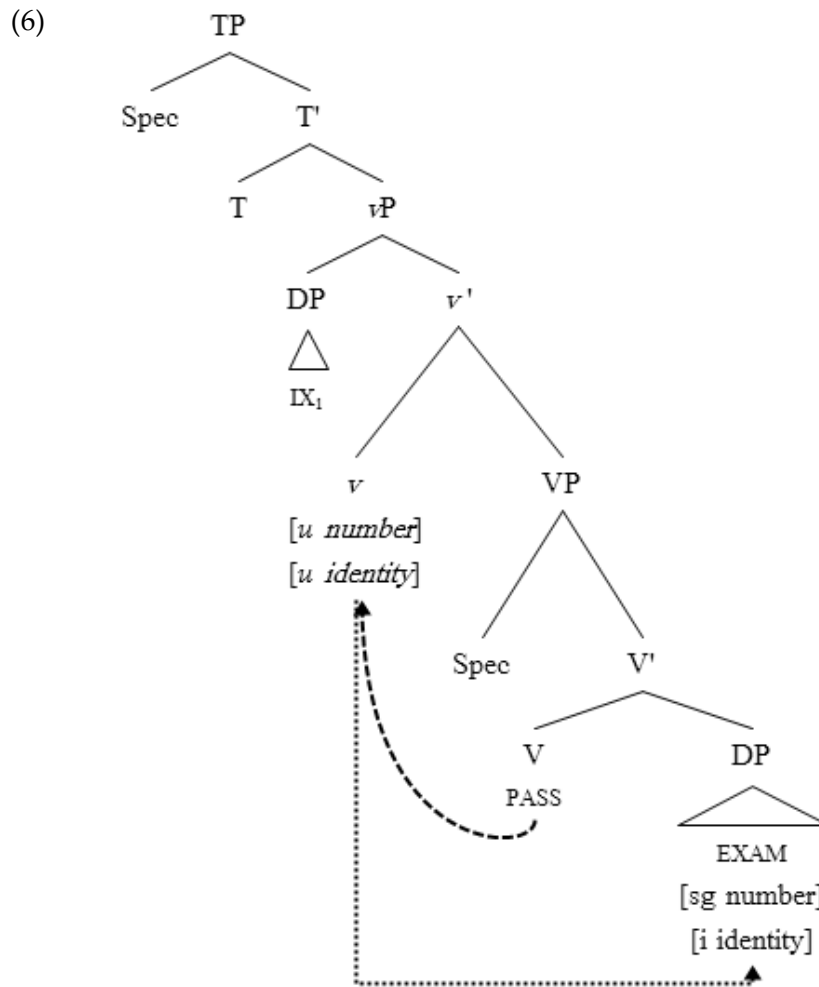 (6)
TP
Spec T'
T vP
DP v'
IX₁
v VP
[u number]
[u identity]
Spec V'
V DP
PASS
EXAM
[sg number]
[i identity]